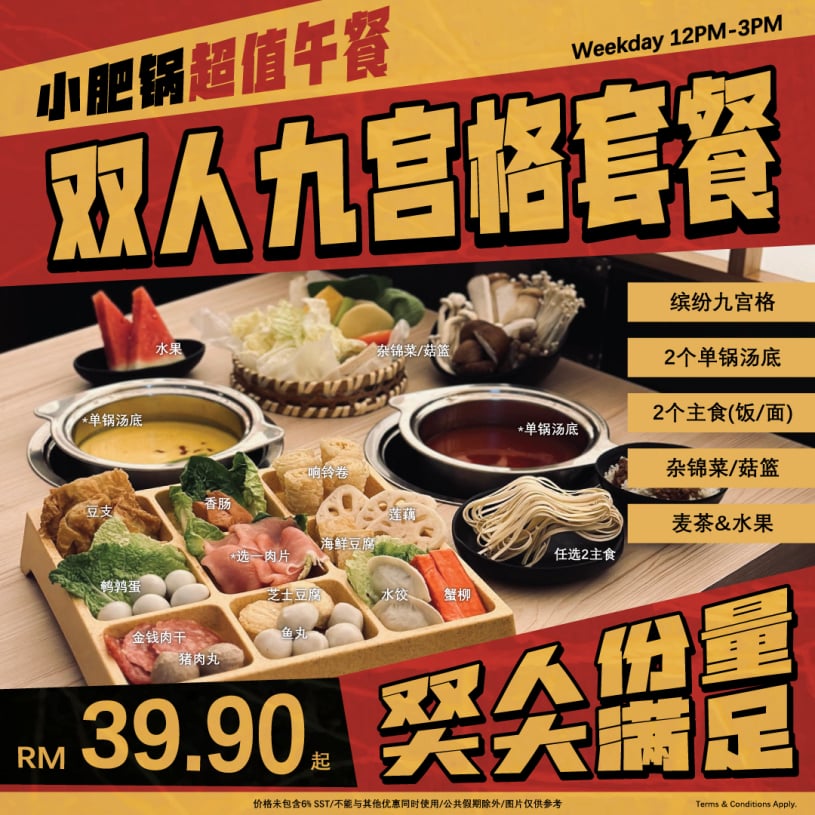 Weekday 12PM-3PM
小肥锅超值午餐
双人九宫格套餐
缤纷九宫格
2个单锅汤底
2个主食(饭/面)
杂锦菜/菇篮
麦茶&水果
水果
杂锦菜/菇篮
*单锅汤底
*单锅汤底
响铃卷
香肠
豆支
莲藕
海鲜豆腐
*选一肉片
任选2主食
鹌鹑蛋
芝士豆腐
水饺
蟹柳
金钱肉干
鱼丸
猪肉丸
双人份量
大大满足
RM 39.90 起
价格未包含6% SST/不能与其他优惠同时使用/公共假期除外/图片仅供参考
Terms & Conditions Apply.